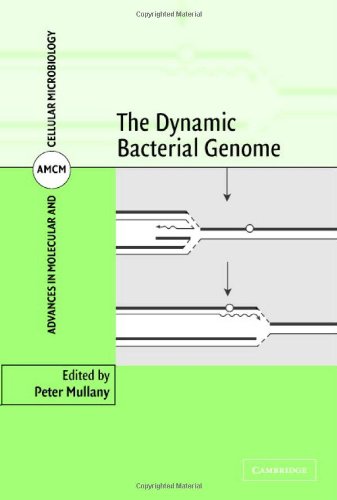 Copyrighted Material
ADVANCES IN MOLECULAR AND
AMCM
CELLULAR MICROBIOLOGY
The Dynamic
Bacterial Genome
Edited by
Peter Mullany
CAMBRIDGE
Copyrighted Material